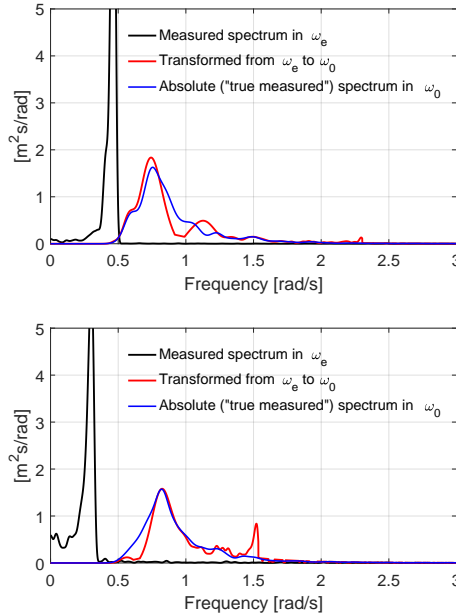 5
4
3
2
1
0
[m²s/rad]
Measured spectrum in ωₑ
Transformed from ωₑ to ω₀
Absolute ("true measured") spectrum in ω₀
0 0.5 1 1.5 2 2.5 3
Frequency [rad/s]
5
4
3
2
1
0
[m²s/rad]
Measured spectrum in ωₑ
Transformed from ωₑ to ω₀
Absolute ("true measured") spectrum in ω₀
0 0.5 1 1.5 2 2.5 3
Frequency [rad/s]